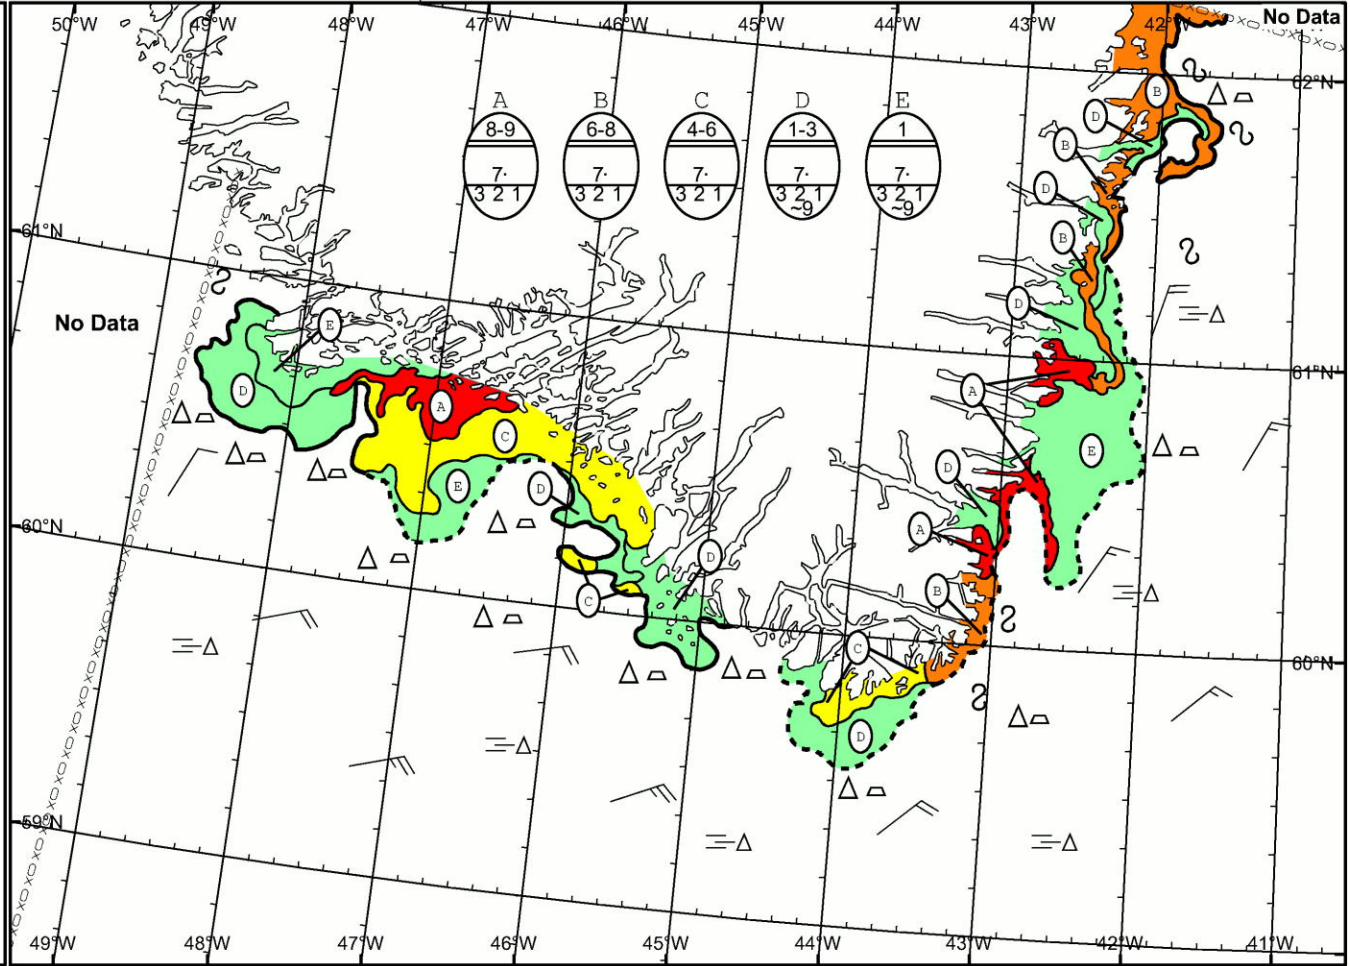 50°W 49°W 48°W 47°W 46°W 45°W 44°W 43°W 42°W No Data
62°N
A B C D E
8-9 6-8 4-6 1-3 1
7· 7· 7· 7· 7·
3 2 1 3 2 1 3 2 1 3 2 1 3 2 1
~9 ~9
B
D
B
D
B
61°N
D
No Data
E
61°N
D
A
A
C
E
D
E
D
60°N
A
D
B
C
C
60°N
D
59°N
49°W 48°W 47°W 46°W 45°W 44°W 43°W 42°W 41°W